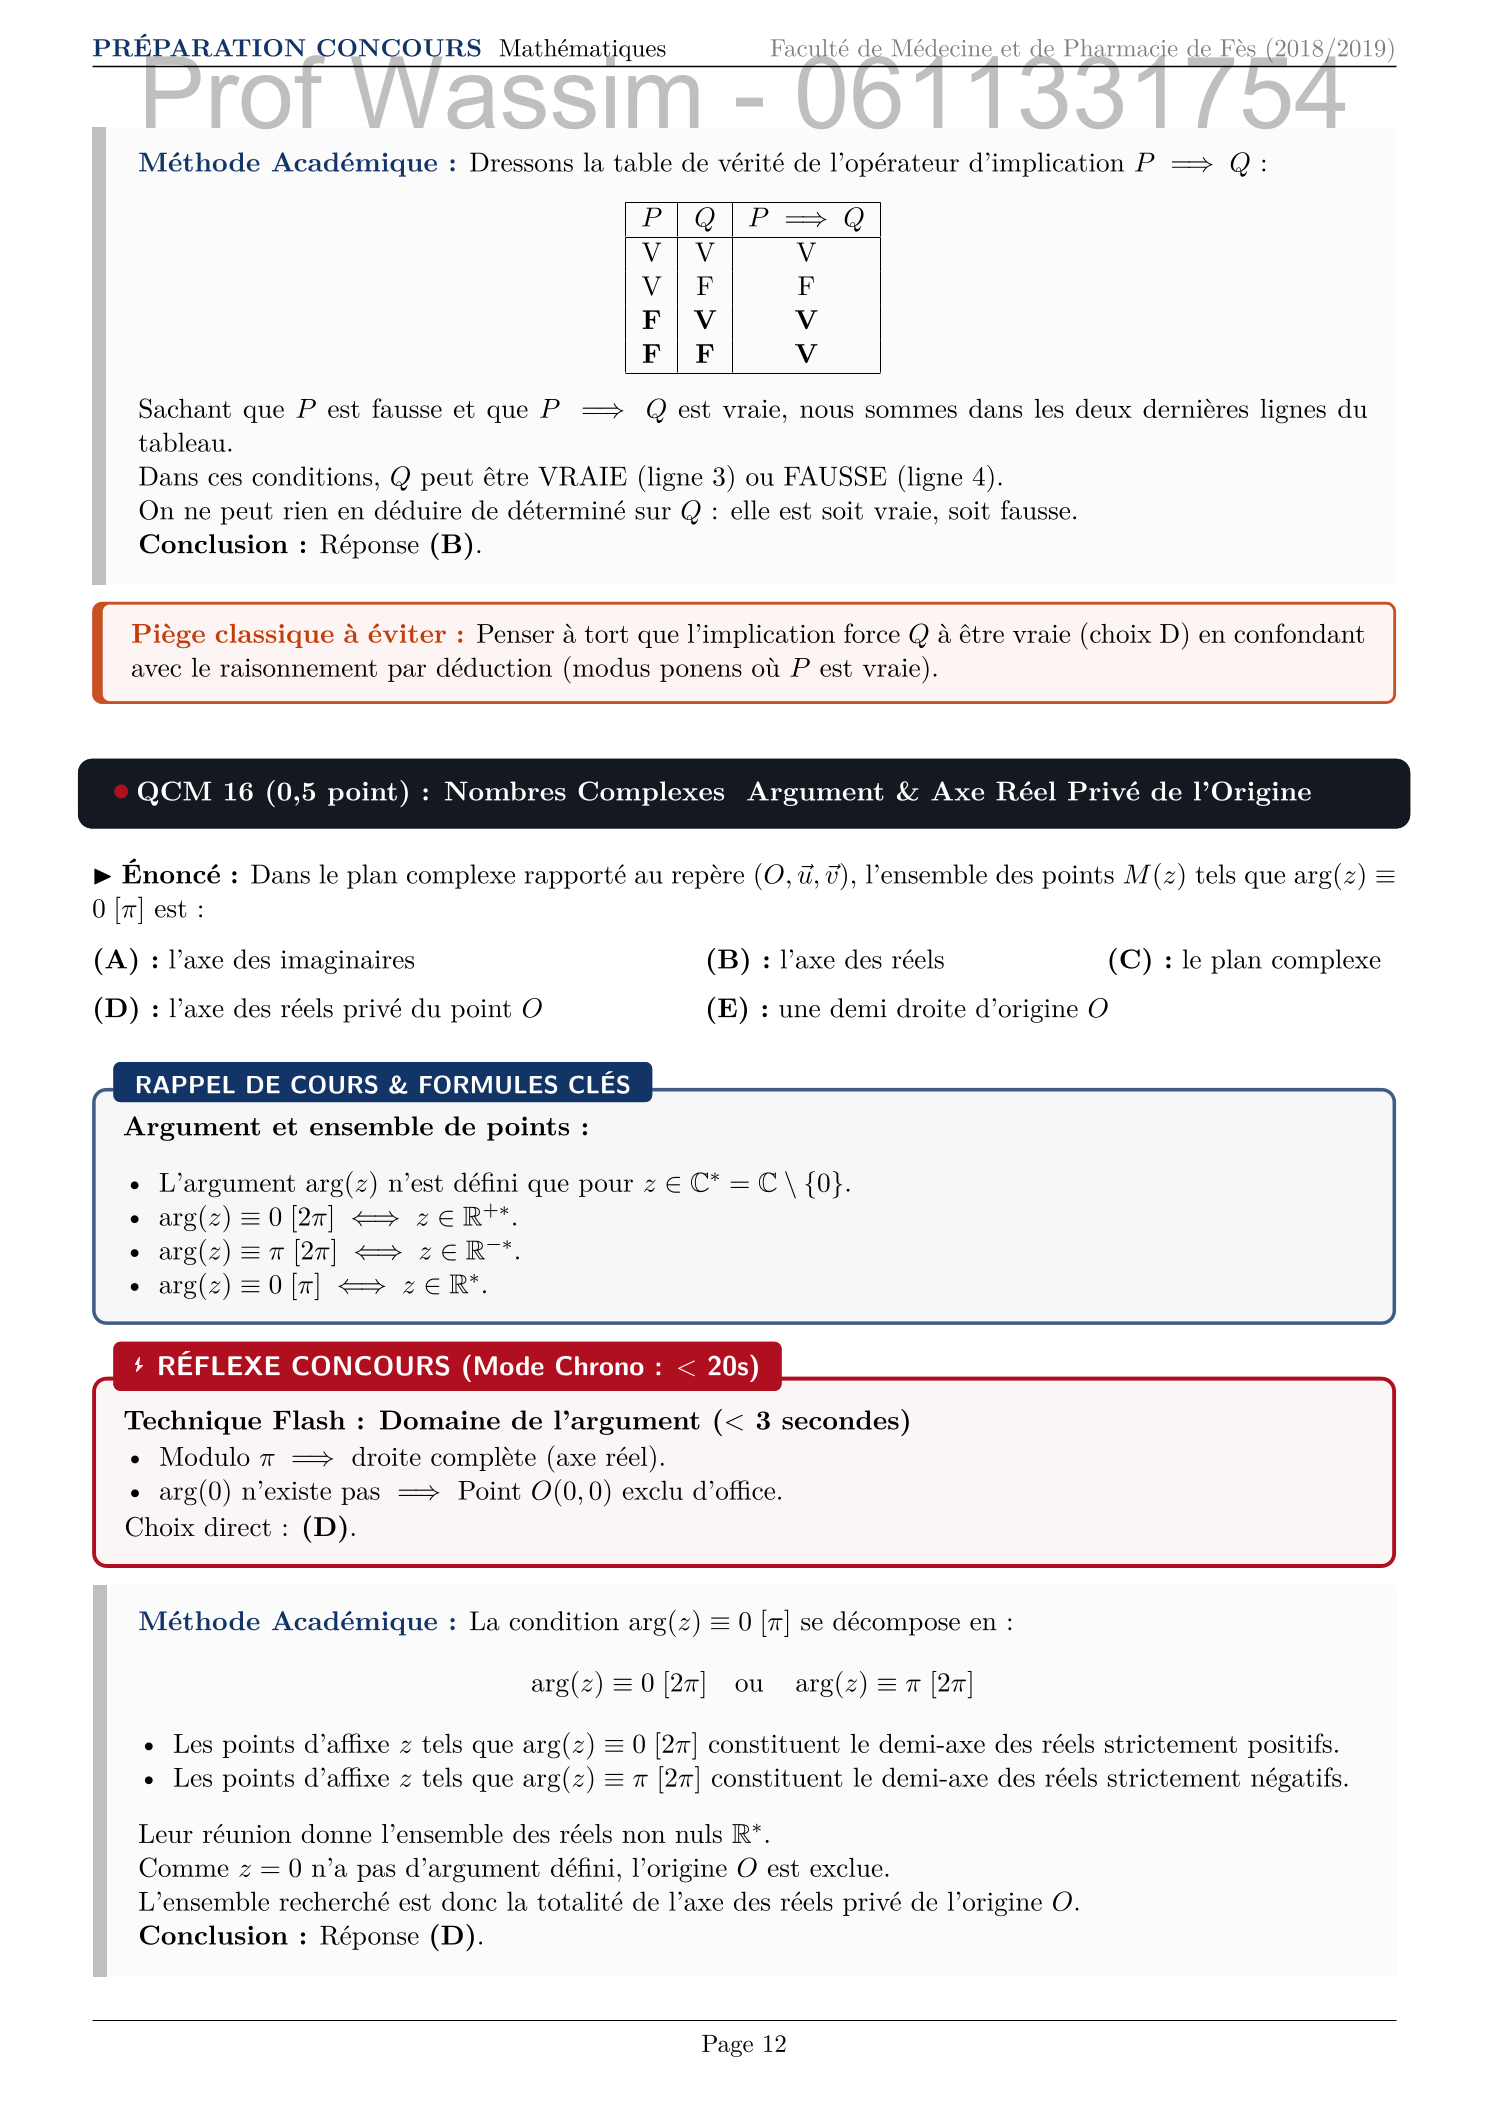 PRÉPARATION CONCOURS Mathématiques Faculté de Médecine et de Pharmacie de Fès (2018/2019)
Prof Wassim - 0611331754
Méthode Académique : Dressons la table de vérité de l'opérateur d'implication P ⟹ Q :
P Q P ⟹ Q
V V V
V F F
F V V
F F V
Sachant que P est fausse et que P ⟹ Q est vraie, nous sommes dans les deux dernières lignes du
tableau.
Dans ces conditions, Q peut être VRAIE (ligne 3) ou FAUSSE (ligne 4).
On ne peut rien en déduire de déterminé sur Q : elle est soit vraie, soit fausse.
Conclusion : Réponse (B).
Piège classique à éviter : Penser à tort que l'implication force Q à être vraie (choix D) en confondant
avec le raisonnement par déduction (modus ponens où P est vraie).
● QCM 16 (0,5 point) : Nombres Complexes Argument & Axe Réel Privé de l'Origine
▶ Énoncé : Dans le plan complexe rapporté au repère (O, u⃗, v⃗), l'ensemble des points M(z) tels que arg(z) ≡
0 [π] est :
(A) : l'axe des imaginaires (B) : l'axe des réels (C) : le plan complexe
(D) : l'axe des réels privé du point O (E) : une demi droite d'origine O
RAPPEL DE COURS & FORMULES CLÉS
Argument et ensemble de points :
• L'argument arg(z) n'est défini que pour z ∈ ℂ* = ℂ \ {0}.
• arg(z) ≡ 0 [2π] ⟺ z ∈ ℝ⁺*.
• arg(z) ≡ π [2π] ⟺ z ∈ ℝ⁻*.
• arg(z) ≡ 0 [π] ⟺ z ∈ ℝ*.
RÉFLEXE CONCOURS (Mode Chrono : < 20s)
Technique Flash : Domaine de l'argument (< 3 secondes)
• Modulo π ⟹ droite complète (axe réel).
• arg(0) n'existe pas ⟹ Point O(0, 0) exclu d'office.
Choix direct : (D).
Méthode Académique : La condition arg(z) ≡ 0 [π] se décompose en :
arg(z) ≡ 0 [2π] ou arg(z) ≡ π [2π]
• Les points d'affixe z tels que arg(z) ≡ 0 [2π] constituent le demi-axe des réels strictement positifs.
• Les points d'affixe z tels que arg(z) ≡ π [2π] constituent le demi-axe des réels strictement négatifs.
Leur réunion donne l'ensemble des réels non nuls ℝ*.
Comme z = 0 n'a pas d'argument défini, l'origine O est exclue.
L'ensemble recherché est donc la totalité de l'axe des réels privé de l'origine O.
Conclusion : Réponse (D).
Page 12